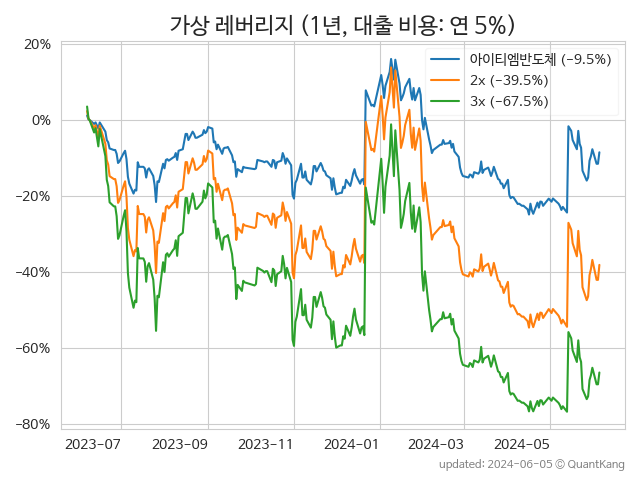 가상 레버리지 (1년, 대출 비용: 연 5%)
20%
0%
−20%
−40%
−60%
−80%
아이티엠반도체 (−9.5%)
2x (−39.5%)
3x (−67.5%)
2023-07
2023-09
2023-11
2024-01
2024-03
2024-05
updated: 2024-06-05 © QuantKang